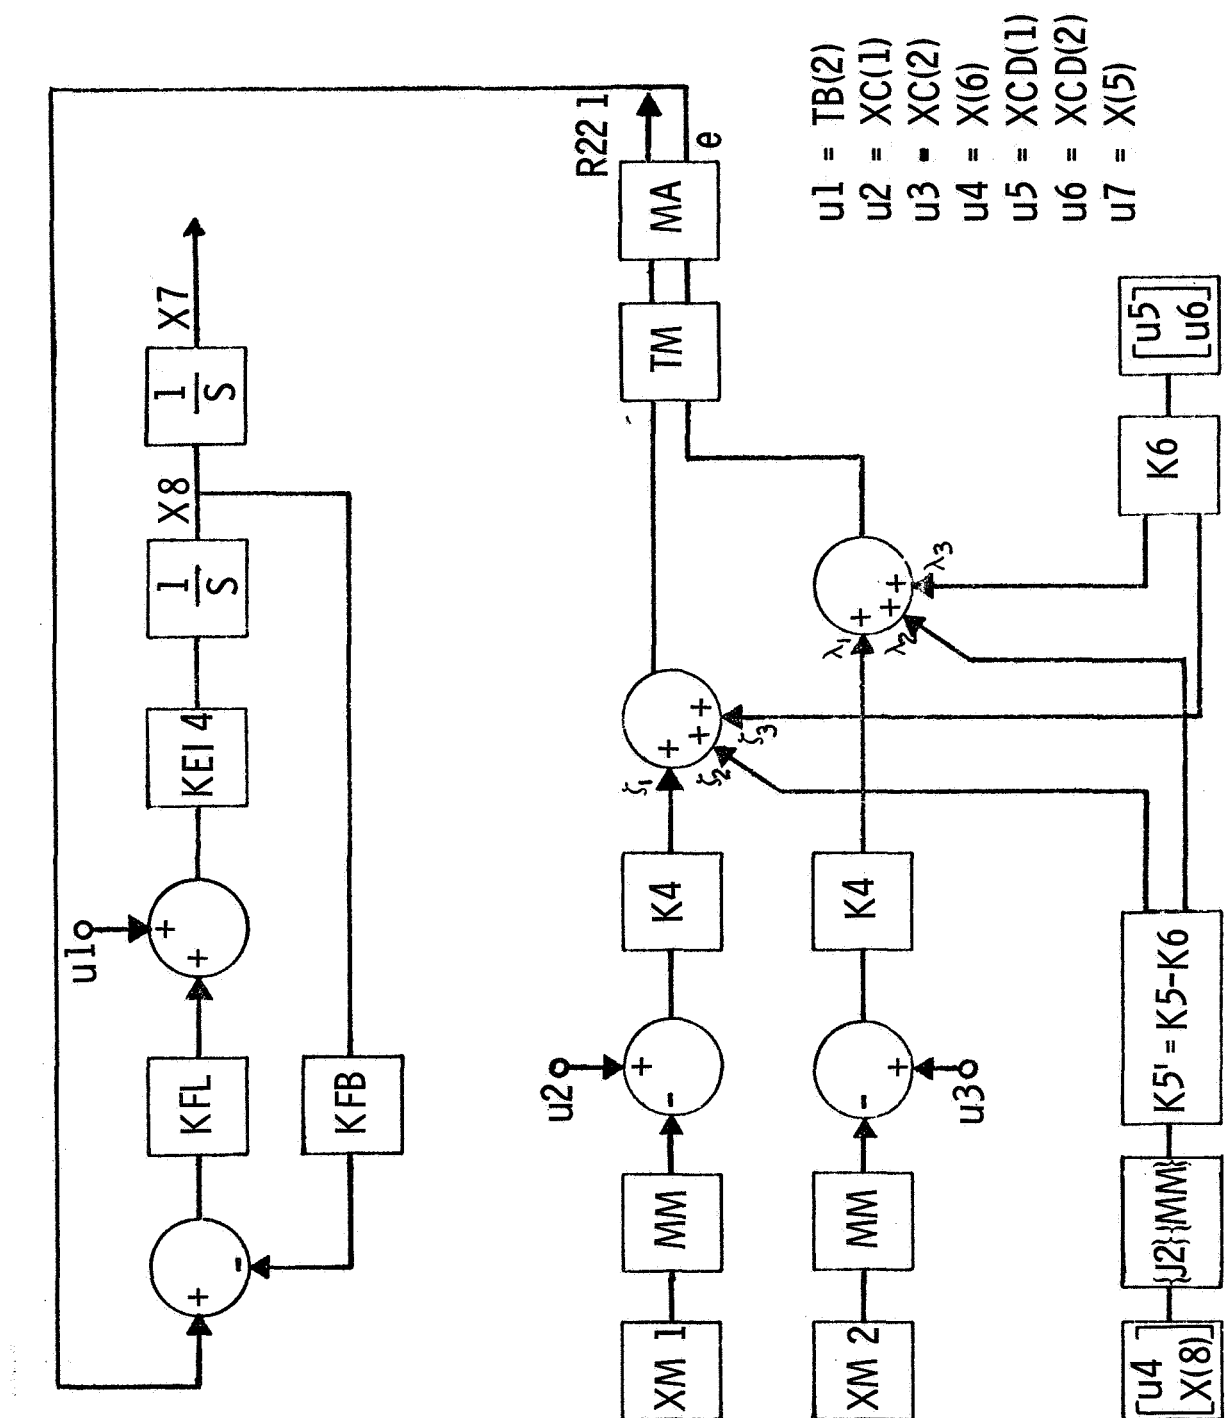 u1
+
-
KFL
+
+
KEI 4
1
S
X8
1
S
X7
KFB
R22 1
e
XM 1
MM
-
+
u2
K4
ζ1
ζ2
ζ3
+
+
+
TM
MA
XM 2
MM
-
+
u3
K4
λ1
λ2
λ3
+
+
+
[u4
X(8)]
}J2{ }MM{
K5' = K5-K6
K6
[u5
u6]
u1 = TB(2)
u2 = XC(1)
u3 = XC(2)
u4 = X(6)
u5 = XCD(1)
u6 = XCD(2)
u7 = X(5)